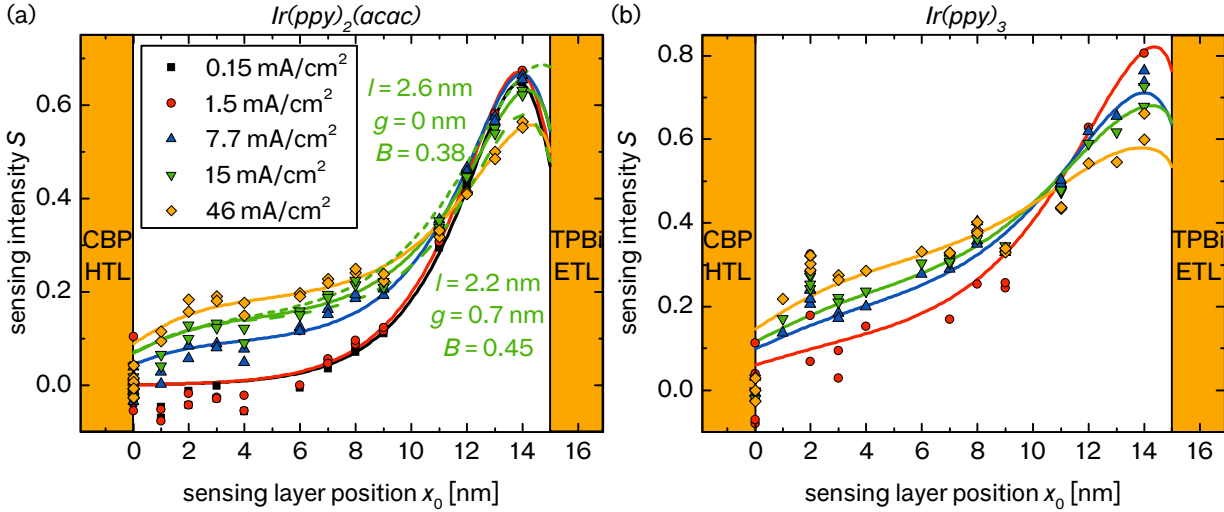 (a)
Ir(ppy)₂(acac)
sensing intensity S
0.6
0.4
0.2
0.0
CBP
HTL
0.15 mA/cm²
1.5 mA/cm²
7.7 mA/cm²
15 mA/cm²
46 mA/cm²
l = 2.6 nm
g = 0 nm
B = 0.38
l = 2.2 nm
g = 0.7 nm
B = 0.45
TPBi
ETL
0 2 4 6 8 10 12 14 16
sensing layer position x₀ [nm]
(b)
Ir(ppy)₃
sensing intensity S
0.8
0.6
0.4
0.2
0.0
CBP
HTL
TPBi
ETL
0 2 4 6 8 10 12 14 16
sensing layer position x₀ [nm]